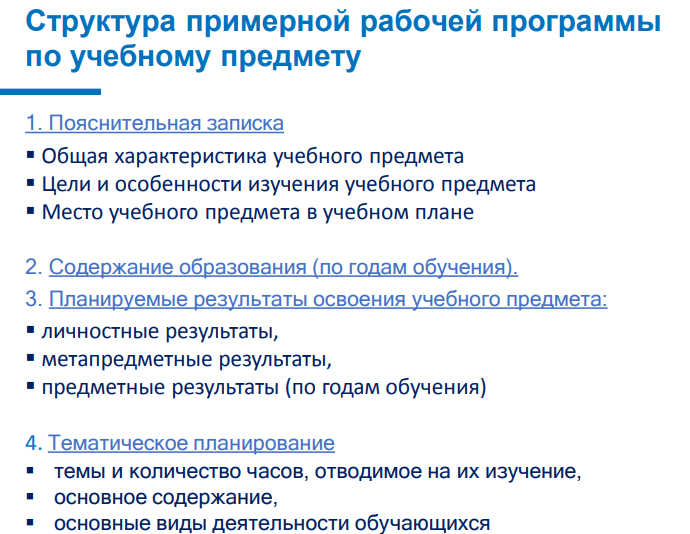 Структура примерной рабочей программы
по учебному предмету
1. Пояснительная записка
▪ Общая характеристика учебного предмета
▪ Цели и особенности изучения учебного предмета
▪ Место учебного предмета в учебном плане
2. Содержание образования (по годам обучения).
3. Планируемые результаты освоения учебного предмета:
▪ личностные результаты,
▪ метапредметные результаты,
▪ предметные результаты (по годам обучения)
4. Тематическое планирование
▪ темы и количество часов, отводимое на их изучение,
▪ основное содержание,
▪ основные виды деятельности обучающихся